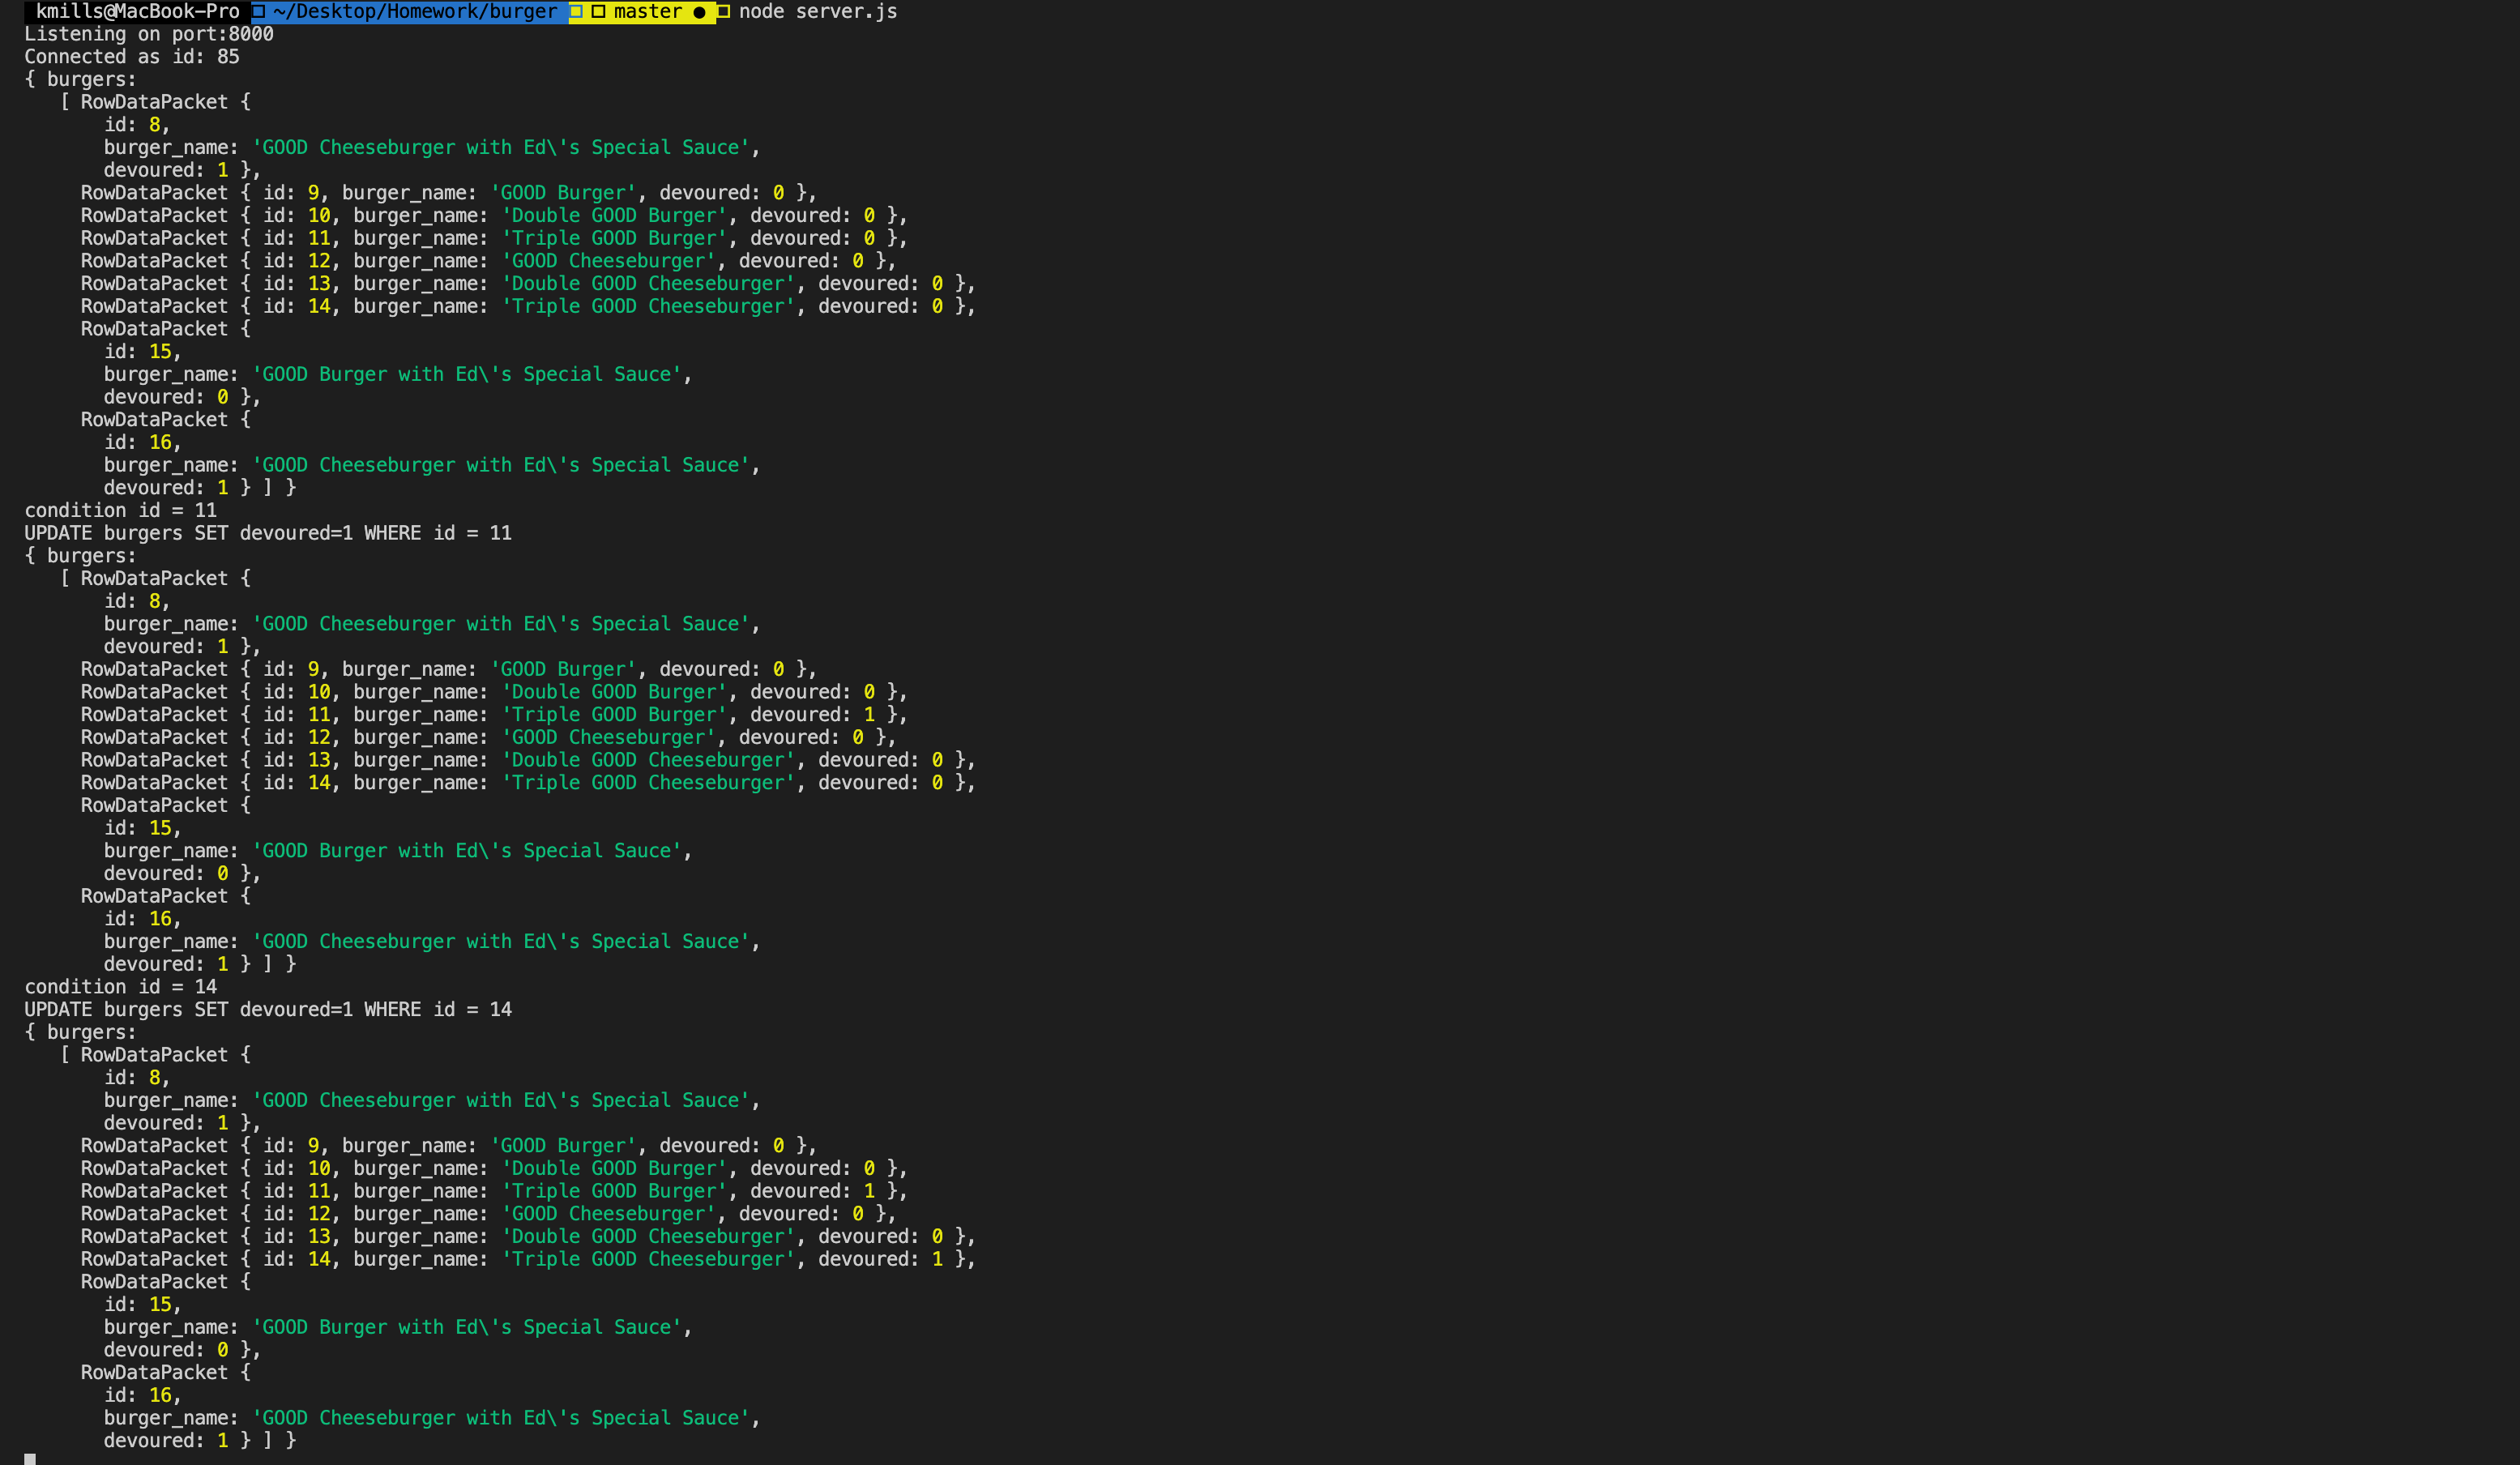 kmills@MacBook-Pro ~/Desktop/Homework/burger master ● node server.js
Listening on port:8000
Connected as id: 85
{ burgers:
   [ RowDataPacket {
       id: 8,
       burger_name: 'GOOD Cheeseburger with Ed\'s Special Sauce',
       devoured: 1 },
     RowDataPacket { id: 9, burger_name: 'GOOD Burger', devoured: 0 },
     RowDataPacket { id: 10, burger_name: 'Double GOOD Burger', devoured: 0 },
     RowDataPacket { id: 11, burger_name: 'Triple GOOD Burger', devoured: 0 },
     RowDataPacket { id: 12, burger_name: 'GOOD Cheeseburger', devoured: 0 },
     RowDataPacket { id: 13, burger_name: 'Double GOOD Cheeseburger', devoured: 0 },
     RowDataPacket { id: 14, burger_name: 'Triple GOOD Cheeseburger', devoured: 0 },
     RowDataPacket {
       id: 15,
       burger_name: 'GOOD Burger with Ed\'s Special Sauce',
       devoured: 0 },
     RowDataPacket {
       id: 16,
       burger_name: 'GOOD Cheeseburger with Ed\'s Special Sauce',
       devoured: 1 } ] }
condition id = 11
UPDATE burgers SET devoured=1 WHERE id = 11
{ burgers:
   [ RowDataPacket {
       id: 8,
       burger_name: 'GOOD Cheeseburger with Ed\'s Special Sauce',
       devoured: 1 },
     RowDataPacket { id: 9, burger_name: 'GOOD Burger', devoured: 0 },
     RowDataPacket { id: 10, burger_name: 'Double GOOD Burger', devoured: 0 },
     RowDataPacket { id: 11, burger_name: 'Triple GOOD Burger', devoured: 1 },
     RowDataPacket { id: 12, burger_name: 'GOOD Cheeseburger', devoured: 0 },
     RowDataPacket { id: 13, burger_name: 'Double GOOD Cheeseburger', devoured: 0 },
     RowDataPacket { id: 14, burger_name: 'Triple GOOD Cheeseburger', devoured: 0 },
     RowDataPacket {
       id: 15,
       burger_name: 'GOOD Burger with Ed\'s Special Sauce',
       devoured: 0 },
     RowDataPacket {
       id: 16,
       burger_name: 'GOOD Cheeseburger with Ed\'s Special Sauce',
       devoured: 1 } ] }
condition id = 14
UPDATE burgers SET devoured=1 WHERE id = 14
{ burgers:
   [ RowDataPacket {
       id: 8,
       burger_name: 'GOOD Cheeseburger with Ed\'s Special Sauce',
       devoured: 1 },
     RowDataPacket { id: 9, burger_name: 'GOOD Burger', devoured: 0 },
     RowDataPacket { id: 10, burger_name: 'Double GOOD Burger', devoured: 0 },
     RowDataPacket { id: 11, burger_name: 'Triple GOOD Burger', devoured: 1 },
     RowDataPacket { id: 12, burger_name: 'GOOD Cheeseburger', devoured: 0 },
     RowDataPacket { id: 13, burger_name: 'Double GOOD Cheeseburger', devoured: 0 },
     RowDataPacket { id: 14, burger_name: 'Triple GOOD Cheeseburger', devoured: 1 },
     RowDataPacket {
       id: 15,
       burger_name: 'GOOD Burger with Ed\'s Special Sauce',
       devoured: 0 },
     RowDataPacket {
       id: 16,
       burger_name: 'GOOD Cheeseburger with Ed\'s Special Sauce',
       devoured: 1 } ] }